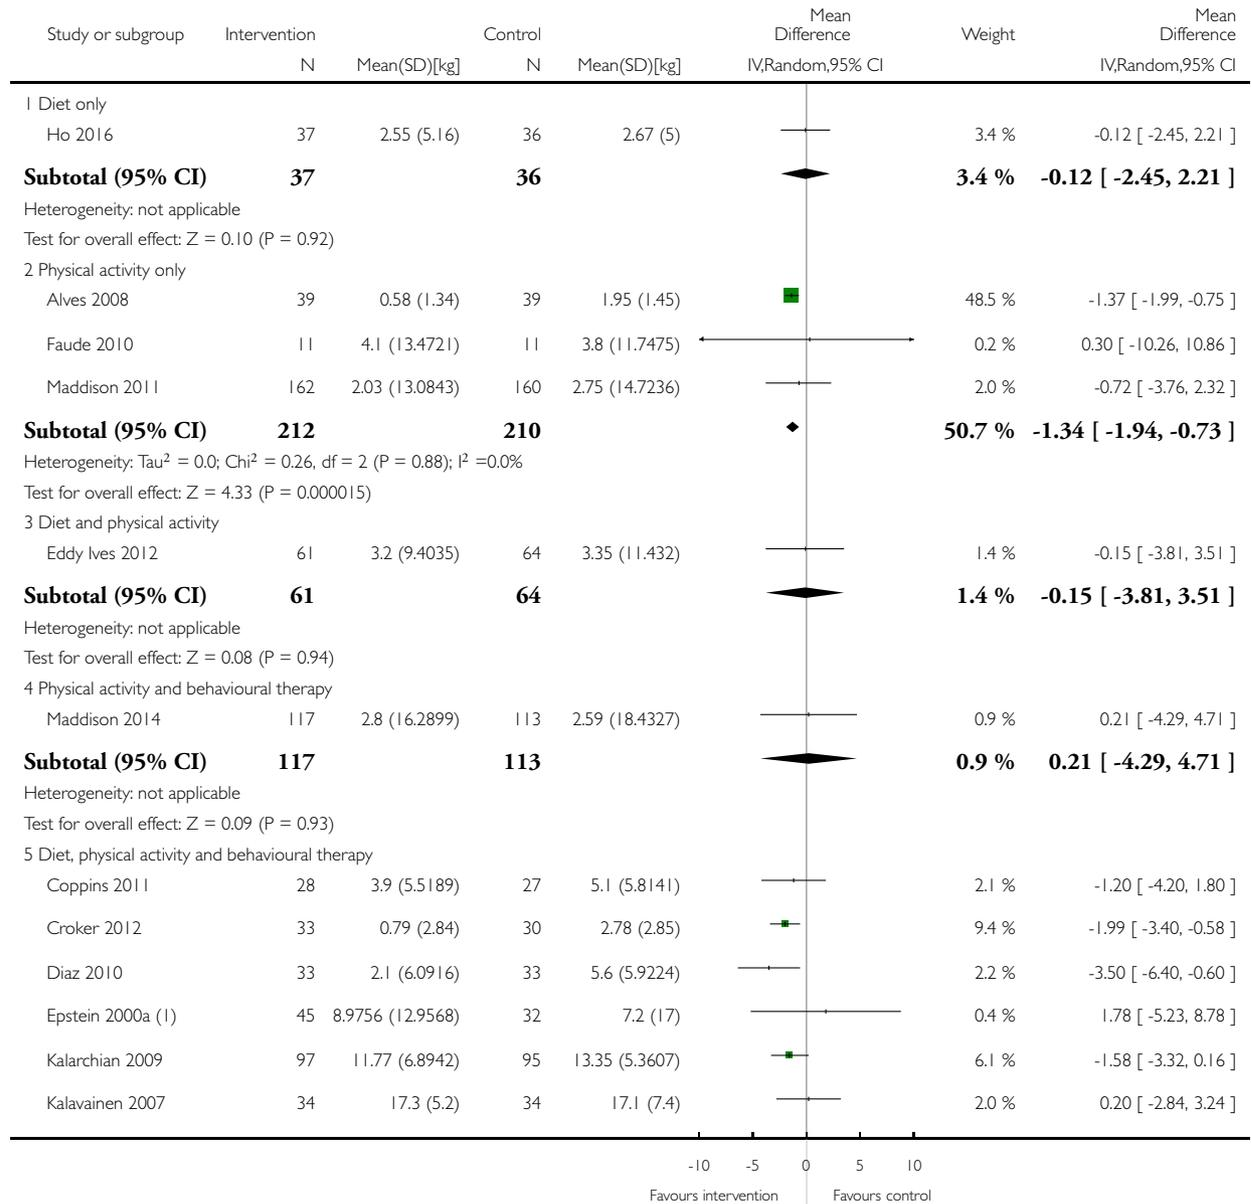 Mean Mean
Study or subgroup Intervention Control Difference Weight Difference
N Mean(SD)[kg] N Mean(SD)[kg] IV,Random,95% CI IV,Random,95% CI
1 Diet only
Ho 2016 37 2.55 (5.16) 36 2.67 (5) 3.4 % -0.12 [ -2.45, 2.21 ]
Subtotal (95% CI) 37 36 3.4 % -0.12 [ -2.45, 2.21 ]
Heterogeneity: not applicable
Test for overall effect: Z = 0.10 (P = 0.92)
2 Physical activity only
Alves 2008 39 0.58 (1.34) 39 1.95 (1.45) 48.5 % -1.37 [ -1.99, -0.75 ]
Faude 2010 11 4.1 (13.4721) 11 3.8 (11.7475) 0.2 % 0.30 [ -10.26, 10.86 ]
Maddison 2011 162 2.03 (13.0843) 160 2.75 (14.7236) 2.0 % -0.72 [ -3.76, 2.32 ]
Subtotal (95% CI) 212 210 50.7 % -1.34 [ -1.94, -0.73 ]
Heterogeneity: Tau² = 0.0; Chi² = 0.26, df = 2 (P = 0.88); I² =0.0%
Test for overall effect: Z = 4.33 (P = 0.000015)
3 Diet and physical activity
Eddy Ives 2012 61 3.2 (9.4035) 64 3.35 (11.432) 1.4 % -0.15 [ -3.81, 3.51 ]
Subtotal (95% CI) 61 64 1.4 % -0.15 [ -3.81, 3.51 ]
Heterogeneity: not applicable
Test for overall effect: Z = 0.08 (P = 0.94)
4 Physical activity and behavioural therapy
Maddison 2014 117 2.8 (16.2899) 113 2.59 (18.4327) 0.9 % 0.21 [ -4.29, 4.71 ]
Subtotal (95% CI) 117 113 0.9 % 0.21 [ -4.29, 4.71 ]
Heterogeneity: not applicable
Test for overall effect: Z = 0.09 (P = 0.93)
5 Diet, physical activity and behavioural therapy
Coppins 2011 28 3.9 (5.5189) 27 5.1 (5.8141) 2.1 % -1.20 [ -4.20, 1.80 ]
Croker 2012 33 0.79 (2.84) 30 2.78 (2.85) 9.4 % -1.99 [ -3.40, -0.58 ]
Diaz 2010 33 2.1 (6.0916) 33 5.6 (5.9224) 2.2 % -3.50 [ -6.40, -0.60 ]
Epstein 2000a (1) 45 8.9756 (12.9568) 32 7.2 (17) 0.4 % 1.78 [ -5.23, 8.78 ]
Kalarchian 2009 97 11.77 (6.8942) 95 13.35 (5.3607) 6.1 % -1.58 [ -3.32, 0.16 ]
Kalavainen 2007 34 17.3 (5.2) 34 17.1 (7.4) 2.0 % 0.20 [ -2.84, 3.24 ]
-10 -5 0 5 10
Favours intervention Favours control